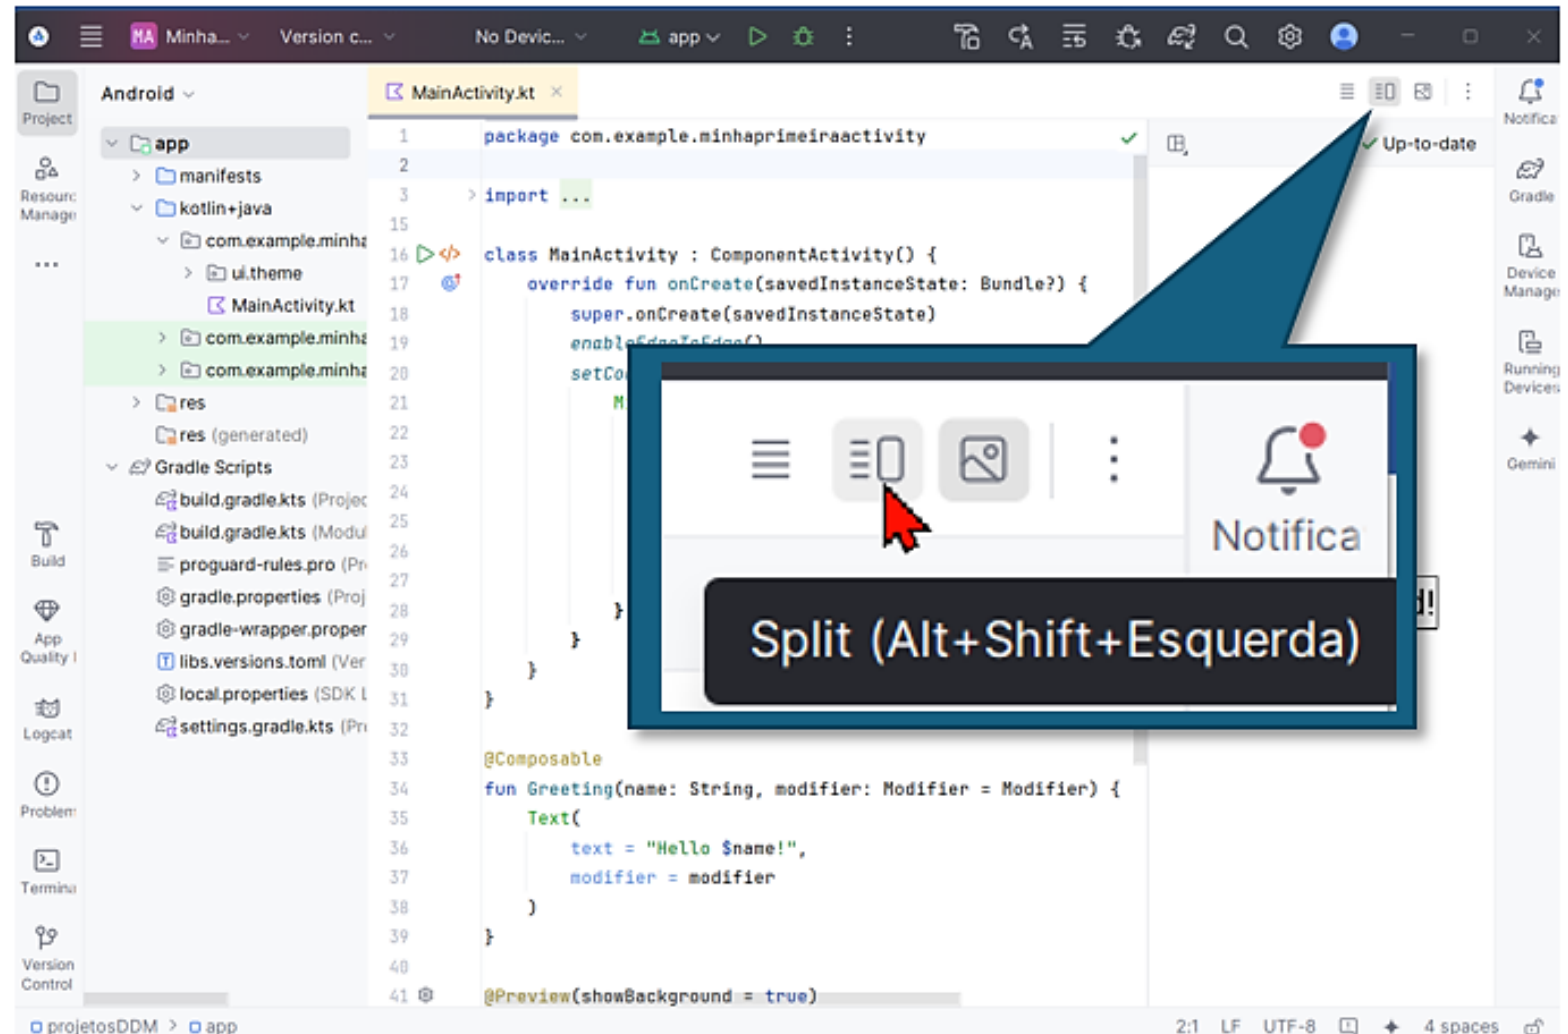 MA Minha... Version c... No Devic... app
Project
Resourc
Manage
...
Build
App
Quality I
Logcat
Problem
Termina
Version
Control
Android
app
manifests
kotlin+java
com.example.minha
ui.theme
MainActivity.kt
com.example.minha
com.example.minha
res
res (generated)
Gradle Scripts
build.gradle.kts (Projec
build.gradle.kts (Modul
proguard-rules.pro (Pr
gradle.properties (Proj
gradle-wrapper.proper
libs.versions.toml (Ver
local.properties (SDK L
settings.gradle.kts (Pr
MainActivity.kt
1 package com.example.minhaprimeiraactivity
2
3 import ...
15
16 class MainActivity : ComponentActivity() {
17 override fun onCreate(savedInstanceState: Bundle?) {
18 super.onCreate(savedInstanceState)
19 enableEdgeToEdge()
20 setCo
21 M
22
23
24
25
26
27
28 }
29 }
30 }
31 }
32
33 @Composable
34 fun Greeting(name: String, modifier: Modifier = Modifier) {
35 Text(
36 text = "Hello $name!",
37 modifier = modifier
38 )
39 }
40
41 @Preview(showBackground = true)
Up-to-date
Notifica
Split (Alt+Shift+Esquerda)
d!
Notifica
Gradle
Device
Manage
Running
Devices
Gemini
projetosDDM > app 2:1 LF UTF-8 4 spaces